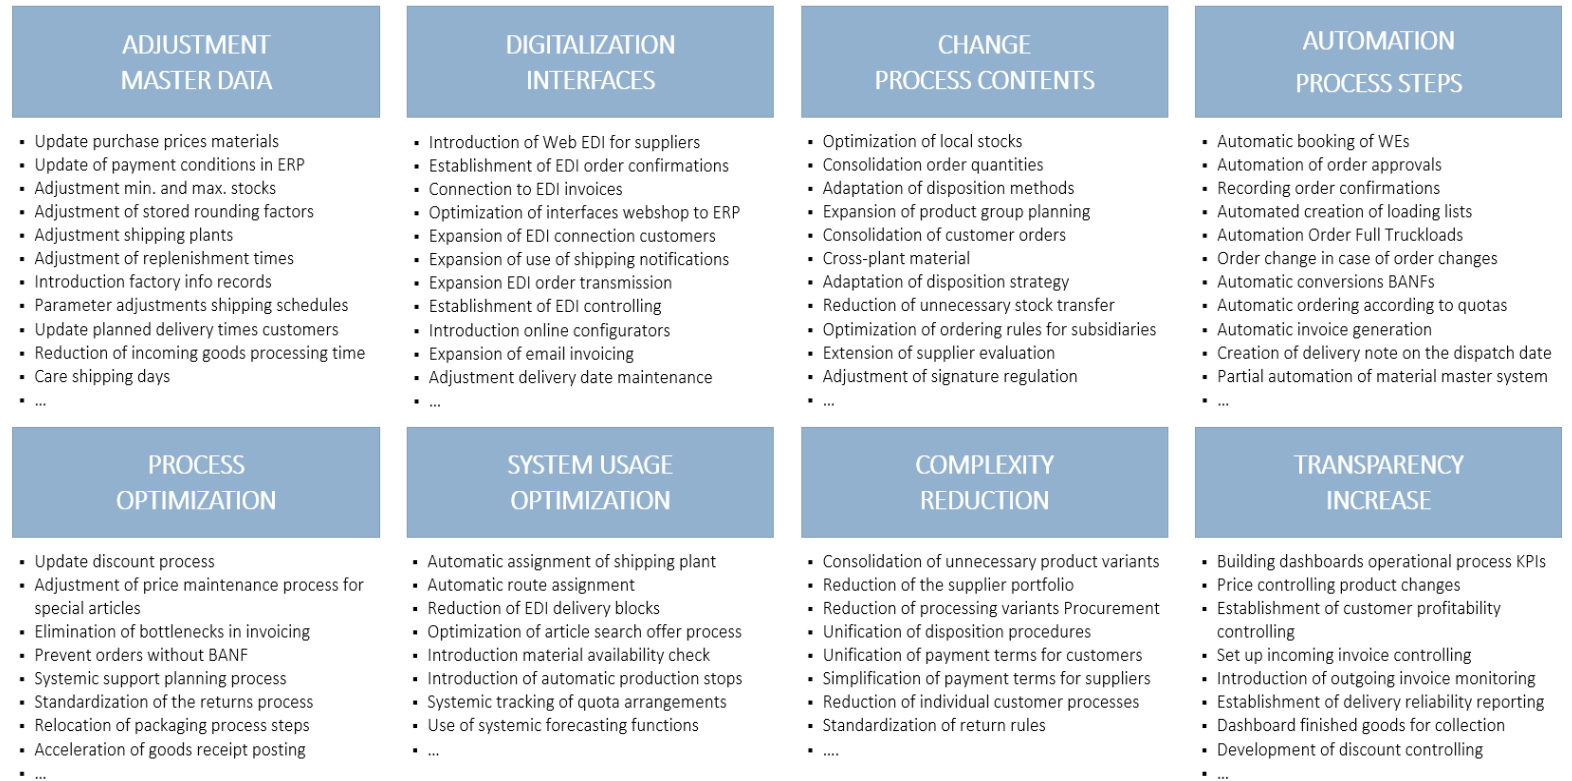 ADJUSTMENT
MASTER DATA
▪ Update purchase prices materials
▪ Update of payment conditions in ERP
▪ Adjustment min. and max. stocks
▪ Adjustment of stored rounding factors
▪ Adjustment shipping plants
▪ Adjustment of replenishment times
▪ Introduction factory info records
▪ Parameter adjustments shipping schedules
▪ Update planned delivery times customers
▪ Reduction of incoming goods processing time
▪ Care shipping days
▪ ...
DIGITALIZATION
INTERFACES
▪ Introduction of Web EDI for suppliers
▪ Establishment of EDI order confirmations
▪ Connection to EDI invoices
▪ Optimization of interfaces webshop to ERP
▪ Expansion of EDI connection customers
▪ Expansion of use of shipping notifications
▪ Expansion EDI order transmission
▪ Establishment of EDI controlling
▪ Introduction online configurators
▪ Expansion of email invoicing
▪ Adjustment delivery date maintenance
▪ ...
CHANGE
PROCESS CONTENTS
▪ Optimization of local stocks
▪ Consolidation order quantities
▪ Adaptation of disposition methods
▪ Expansion of product group planning
▪ Consolidation of customer orders
▪ Cross-plant material
▪ Adaptation of disposition strategy
▪ Reduction of unnecessary stock transfer
▪ Optimization of ordering rules for subsidiaries
▪ Extension of supplier evaluation
▪ Adjustment of signature regulation
▪ ...
AUTOMATION
PROCESS STEPS
▪ Automatic booking of WEs
▪ Automation of order approvals
▪ Recording order confirmations
▪ Automated creation of loading lists
▪ Automation Order Full Truckloads
▪ Order change in case of order changes
▪ Automatic conversions BANFs
▪ Automatic ordering according to quotas
▪ Automatic invoice generation
▪ Creation of delivery note on the dispatch date
▪ Partial automation of material master system
▪ ...
PROCESS
OPTIMIZATION
▪ Update discount process
▪ Adjustment of price maintenance process for
special articles
▪ Elimination of bottlenecks in invoicing
▪ Prevent orders without BANF
▪ Systemic support planning process
▪ Standardization of the returns process
▪ Relocation of packaging process steps
▪ Acceleration of goods receipt posting
▪ ...
SYSTEM USAGE
OPTIMIZATION
▪ Automatic assignment of shipping plant
▪ Automatic route assignment
▪ Reduction of EDI delivery blocks
▪ Optimization of article search offer process
▪ Introduction material availability check
▪ Introduction of automatic production stops
▪ Systemic tracking of quota arrangements
▪ Use of systemic forecasting functions
▪ ...
COMPLEXITY
REDUCTION
▪ Consolidation of unnecessary product variants
▪ Reduction of the supplier portfolio
▪ Reduction of processing variants Procurement
▪ Unification of disposition procedures
▪ Unification of payment terms for customers
▪ Simplification of payment terms for suppliers
▪ Reduction of individual customer processes
▪ Standardization of return rules
▪ ....
TRANSPARENCY
INCREASE
▪ Building dashboards operational process KPIs
▪ Price controlling product changes
▪ Establishment of customer profitability
controlling
▪ Set up incoming invoice controlling
▪ Introduction of outgoing invoice monitoring
▪ Establishment of delivery reliability reporting
▪ Dashboard finished goods for collection
▪ Development of discount controlling
▪ ...